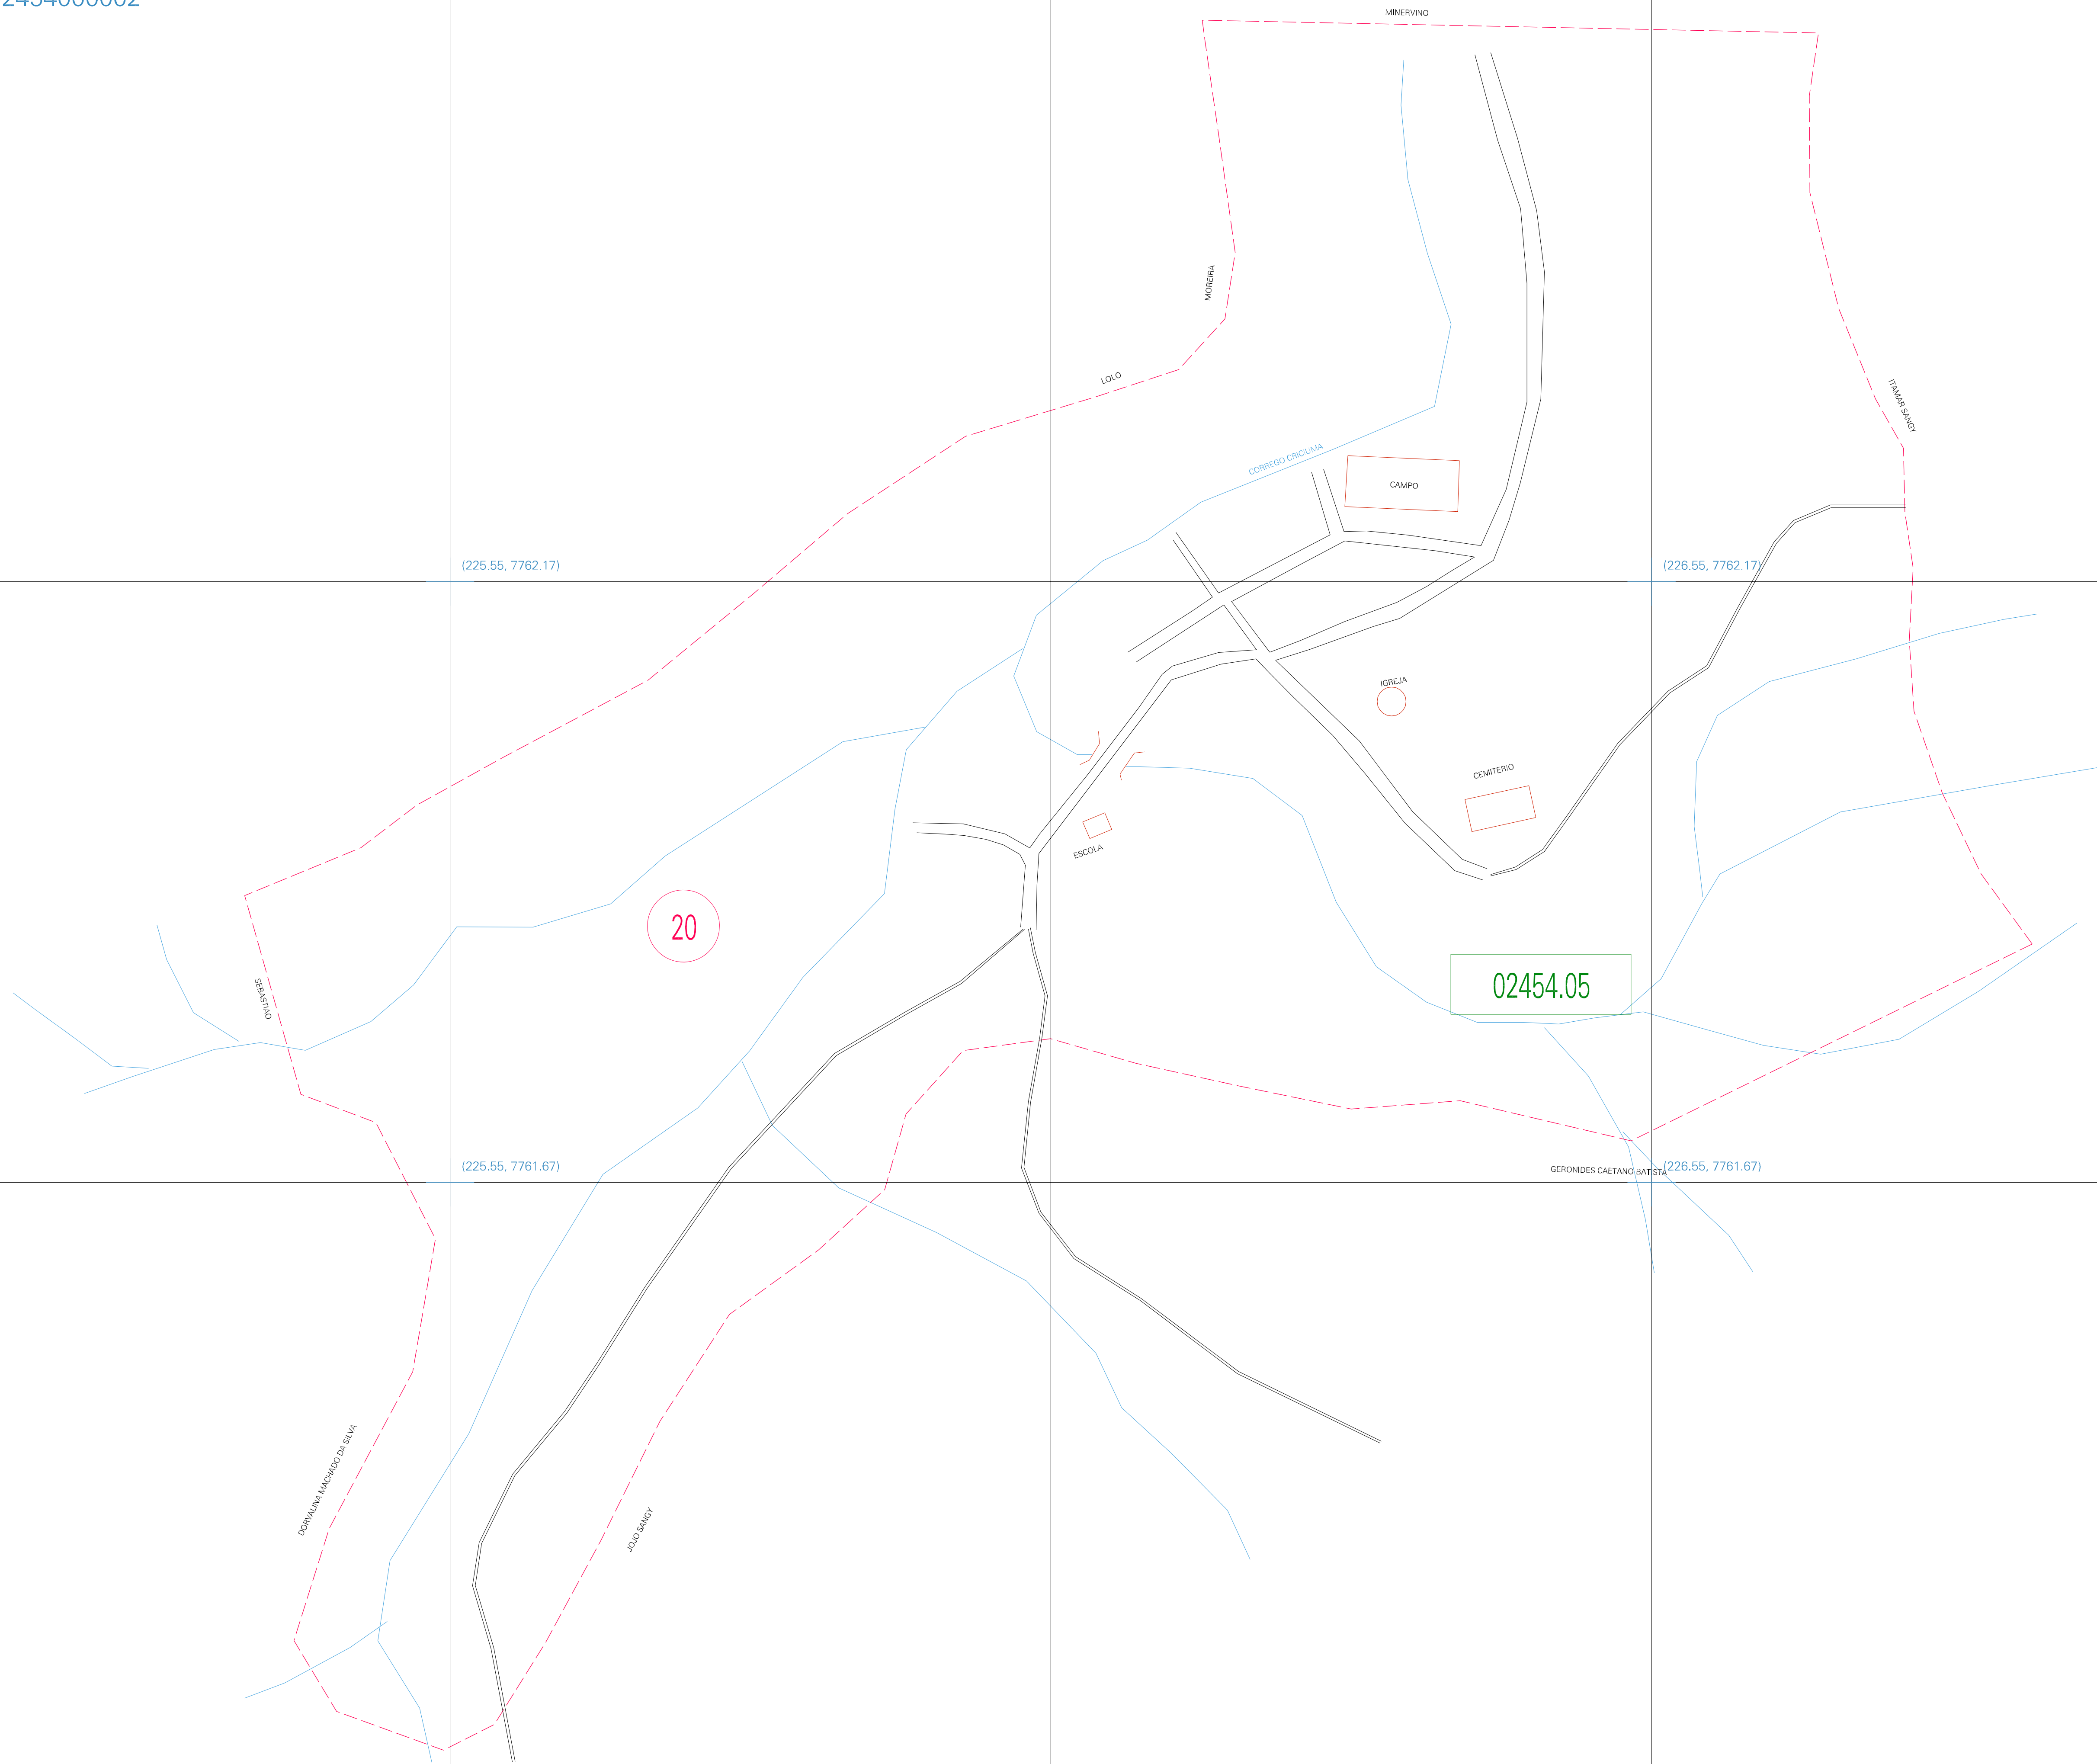 MINERVINO
MOREIRA
LOLO
ITAMAR SANGY
CORREGO CRICIUMA
CAMPO
(225.55, 7762.17)
(226.55, 7762.17)
IGREJA
CEMITERIO
ESCOLA
20
02454.05
SEBASTIAO
(225.55, 7761.67)
GERONIDES CAETANO BATISTA
(226.55, 7761.67)
DORVALINA MACHADO DA SILVA
JOJO SANGY